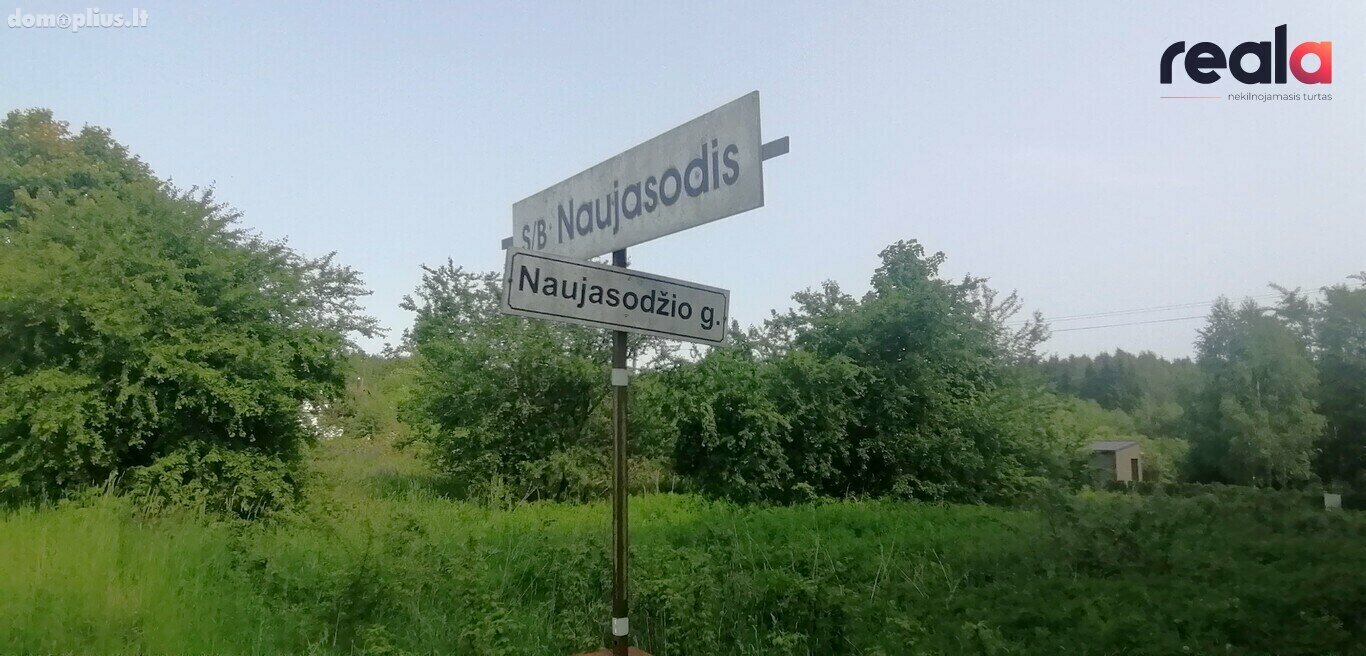 domoplius.lt
reala
nekilnojamasis turtas
S/B Naujasodis
Naujasodžio g.